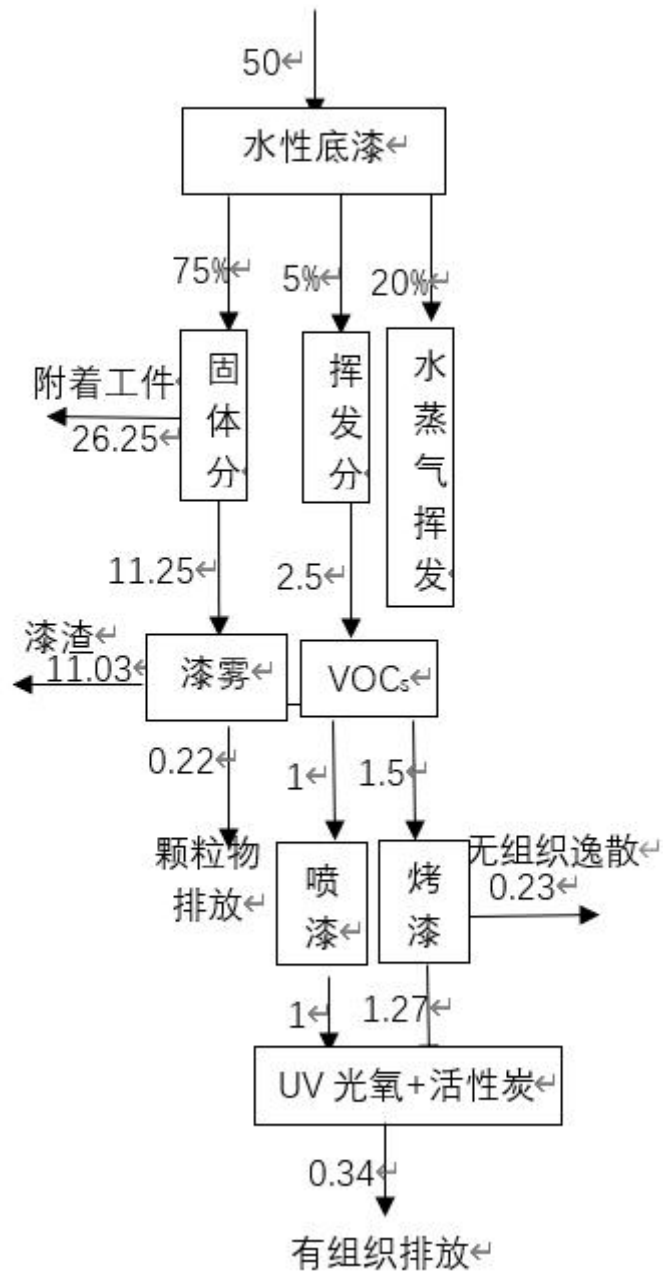 50
水性底漆
75%
5%
20%
附着工件
26.25
固体分
挥发分
水蒸气挥发
11.25
2.5
漆渣
11.03
漆雾
VOCs
0.22
1
1.5
颗粒物
排放
喷漆
烤漆
无组织逸散
0.23
1
1.27
UV 光氧+活性炭
0.34
有组织排放